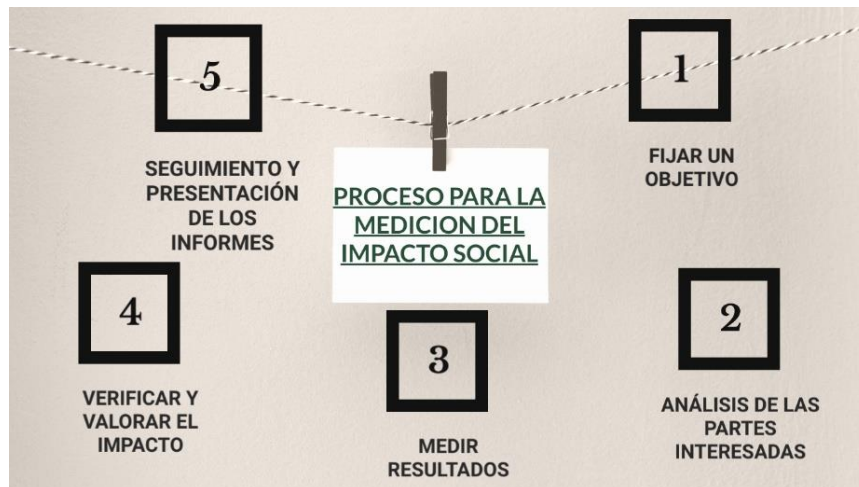 PROCESO PARA LA
MEDICION DEL
IMPACTO SOCIAL
1
FIJAR UN
OBJETIVO
2
ANÁLISIS DE LAS
PARTES
INTERESADAS
3
MEDIR
RESULTADOS
4
VERIFICAR Y
VALORAR EL
IMPACTO
5
SEGUIMIENTO Y
PRESENTACIÓN
DE LOS
INFORMES